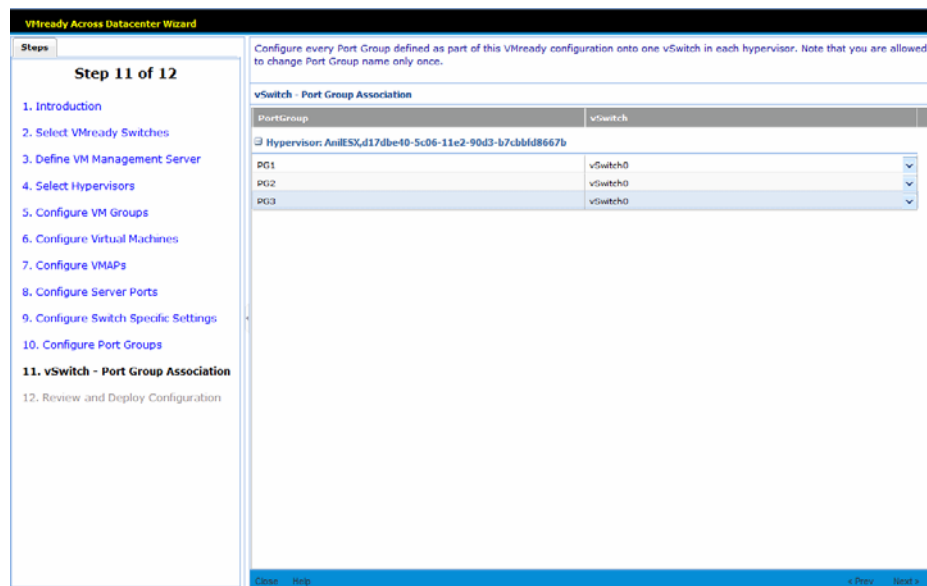 VMready Across Datacenter Wizard
Steps
Step 11 of 12
1. Introduction
2. Select VMready Switches
3. Define VM Management Server
4. Select Hypervisors
5. Configure VM Groups
6. Configure Virtual Machines
7. Configure VMAPs
8. Configure Server Ports
9. Configure Switch Specific Settings
10. Configure Port Groups
11. vSwitch - Port Group Association
12. Review and Deploy Configuration
Configure every Port Group defined as part of this VMready configuration onto one vSwitch in each hypervisor. Note that you are allowed
to change Port Group name only once.
vSwitch - Port Group Association
PortGroup vSwitch
Hypervisor: AnilESX,d17dbe40-5c06-11e2-90d3-b7cbbfd8667b
PG1 vSwitch0
PG2 vSwitch0
PG3 vSwitch0
Close Help < Prev Next >